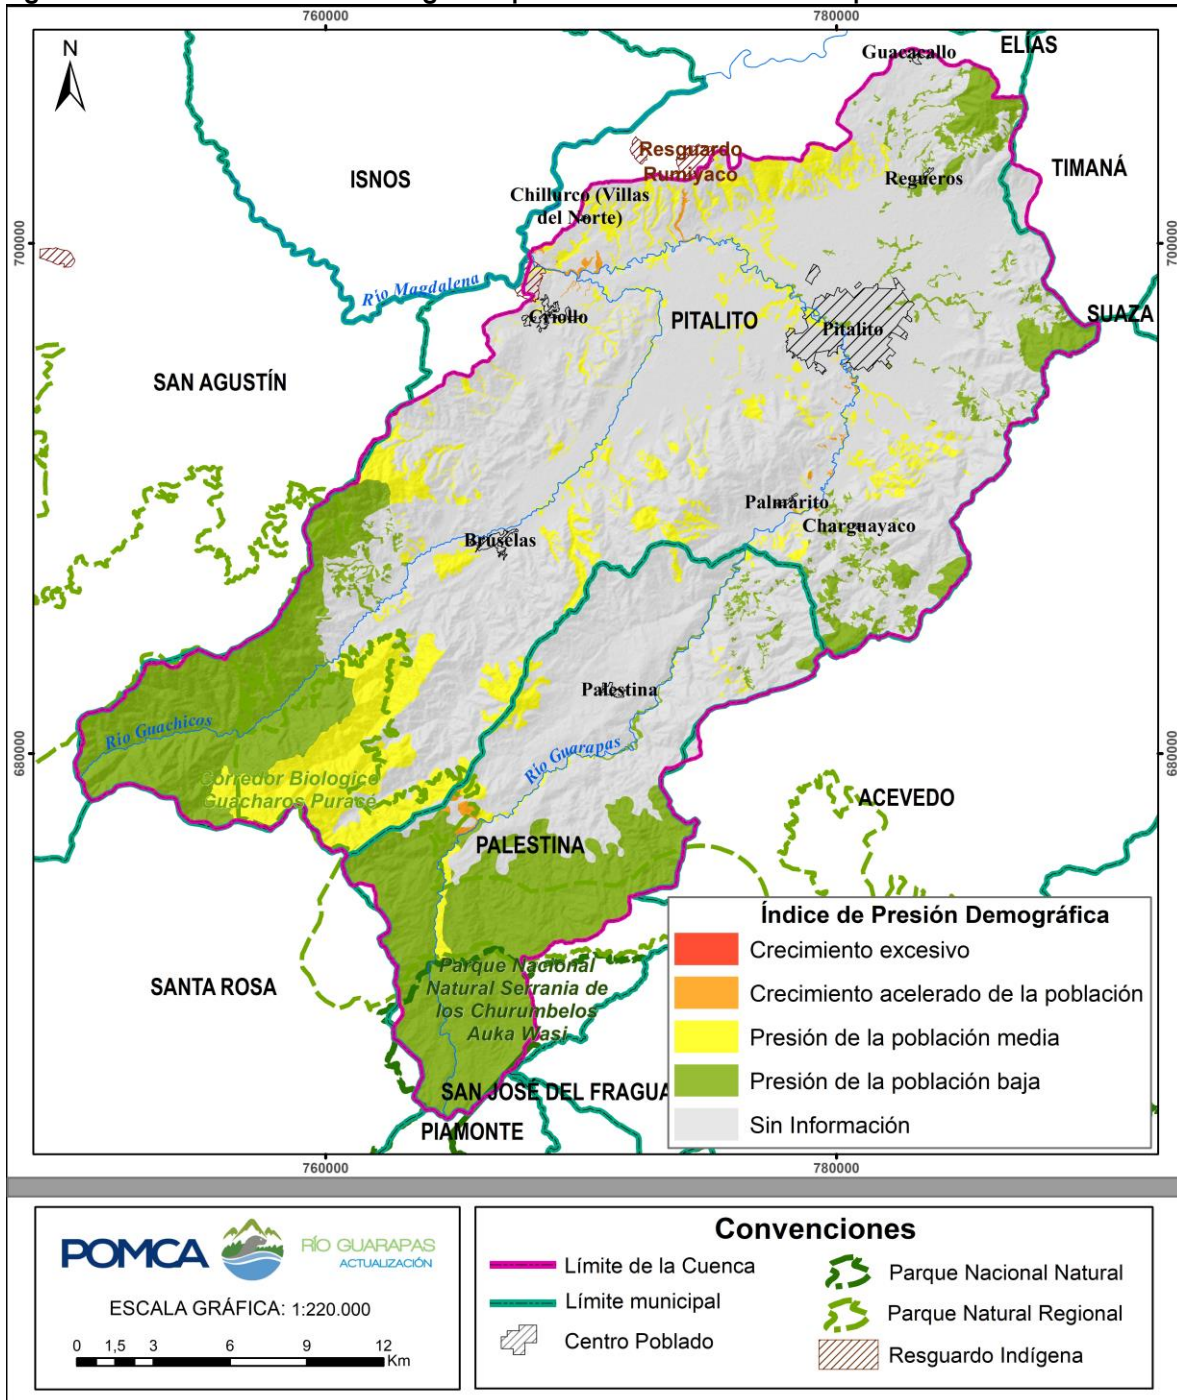 760000
780000
N
Guacacallo
ELÍAS
ISNOS
Resguardo
Rumiyaco
TIMANÁ
Regueros
Chillurco (Villas
del Norte)
700000
700000
Río Magdalena
Criollo
PITALITO
Pitalito
SUAZA
SAN AGUSTÍN
Palmarito
Charguayaco
Bruselas
Palestina
Río Guachicos
Río Guarapas
680000
680000
Corredor Biologico
Guacharos Purace
ACEVEDO
PALESTINA
SANTA ROSA
Parque Nacional
Natural Serrania de
los Churumbelos
Auka Wasi
SAN JOSÉ DEL FRAGUA
PIAMONTE
Índice de Presión Demográfica
Crecimiento excesivo
Crecimiento acelerado de la población
Presión de la población media
Presión de la población baja
Sin Información
760000
780000
POMCA
RÍO GUARAPAS
ACTUALIZACIÓN
ESCALA GRÁFICA: 1:220.000
0 1,5 3 6 9 12
Km
Convenciones
Límite de la Cuenca
Límite municipal
Centro Poblado
Parque Nacional Natural
Parque Natural Regional
Resguardo Indígena